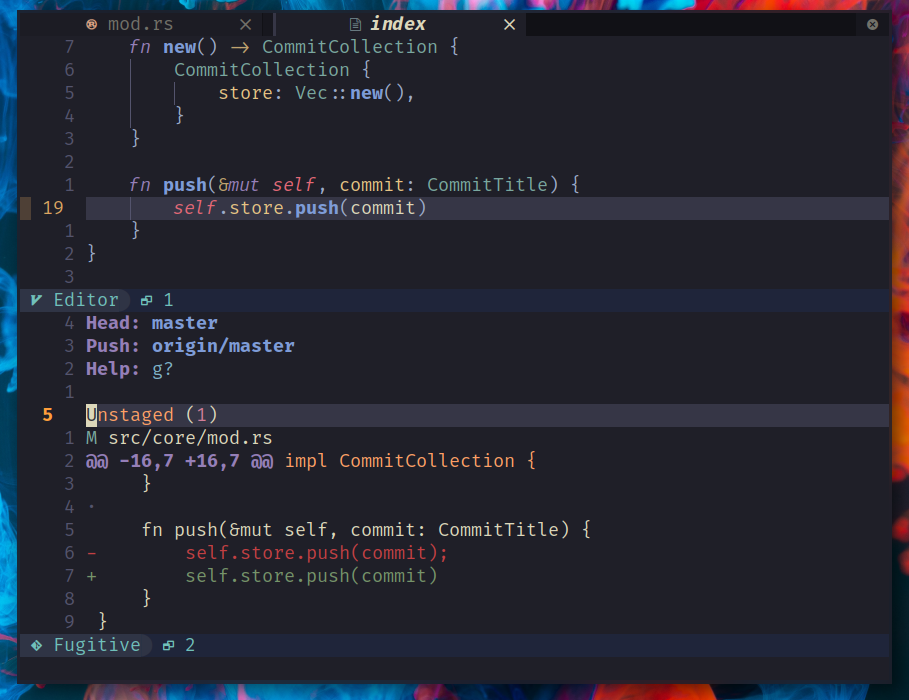 mod.rs × index ×
7 fn new() -> CommitCollection {
6 CommitCollection {
5 store: Vec::new(),
4 }
3 }
2
1 fn push(&mut self, commit: CommitTitle) {
19 self.store.push(commit)
1 }
2 }
3
Editor 1
4 Head: master
3 Push: origin/master
2 Help: g?
1
5 Unstaged (1)
1 M src/core/mod.rs
2 @@ -16,7 +16,7 @@ impl CommitCollection {
3 }
4 ·
5 fn push(&mut self, commit: CommitTitle) {
6 - self.store.push(commit);
7 + self.store.push(commit)
8 }
9 }
Fugitive 2